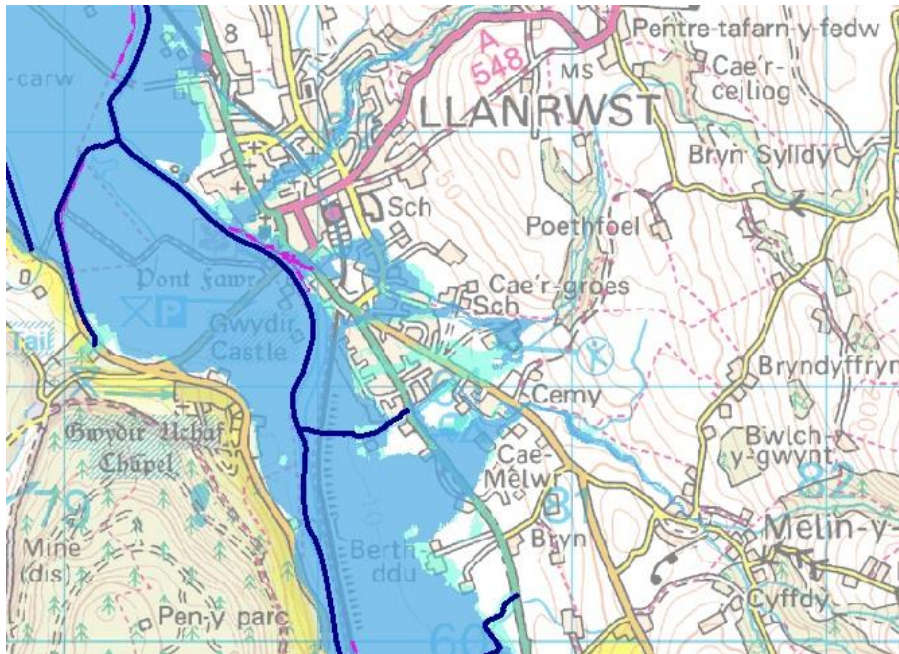 8
-carw
Pentre-tafarn-y-fedw
A
548
MS
Cae'r-
ceiliog
LLANRWST
Bryn Sylldy
Sch
Poethfoel
Pont Fawr
Cae'r-groes
Sch
P
Gwydir
Castle
Tail
Bryndyffryn
Cemy
Gwydir Uchaf
Chapel
Cae-
Melwr
Bwlch-
y-gwynt
79
81
82
Mine
(dis)
Berth-
ddu
Bryn
Melin-y-
Pen-y parc
Cyffdy
60